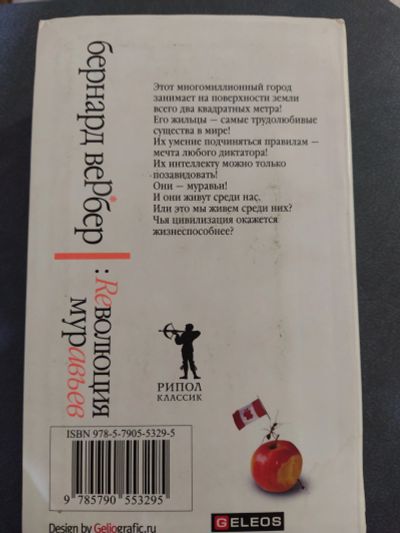 бернард вербер
: Rеволюция
муравьев
Этот многомиллионный город
занимает на поверхности земли
всего два квадратных метра!
Его жильцы – самые трудолюбивые
существа в мире!
Их умение подчиняться правилам –
мечта любого диктатора!
Их интеллекту можно только
позавидовать!
Они – муравьи!
И они живут среди нас.
Или это мы живем среди них?
Чья цивилизация окажется
жизнеспособнее?
РИПОЛ
КЛАССИК
ISBN 978-5-7905-5329-5
9 785790 553295
Design by Geliografic.ru
GELEOS